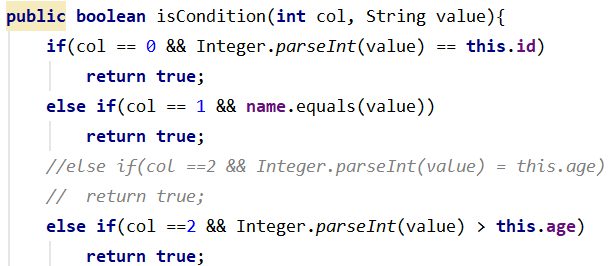 public boolean isCondition(int col, String value){
if(col == 0 && Integer.parseInt(value) == this.id)
return true;
else if(col == 1 && name.equals(value))
return true;
//else if(col ==2 && Integer.parseInt(value) = this.age)
// return true;
else if(col ==2 && Integer.parseInt(value) > this.age)
return true;